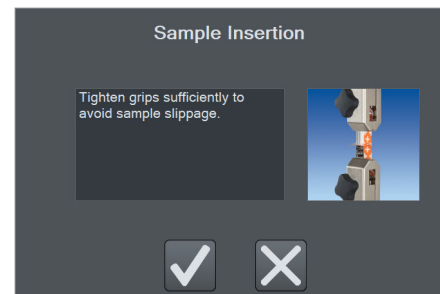 Sample Insertion
Tighten grips sufficiently to
avoid sample slippage.